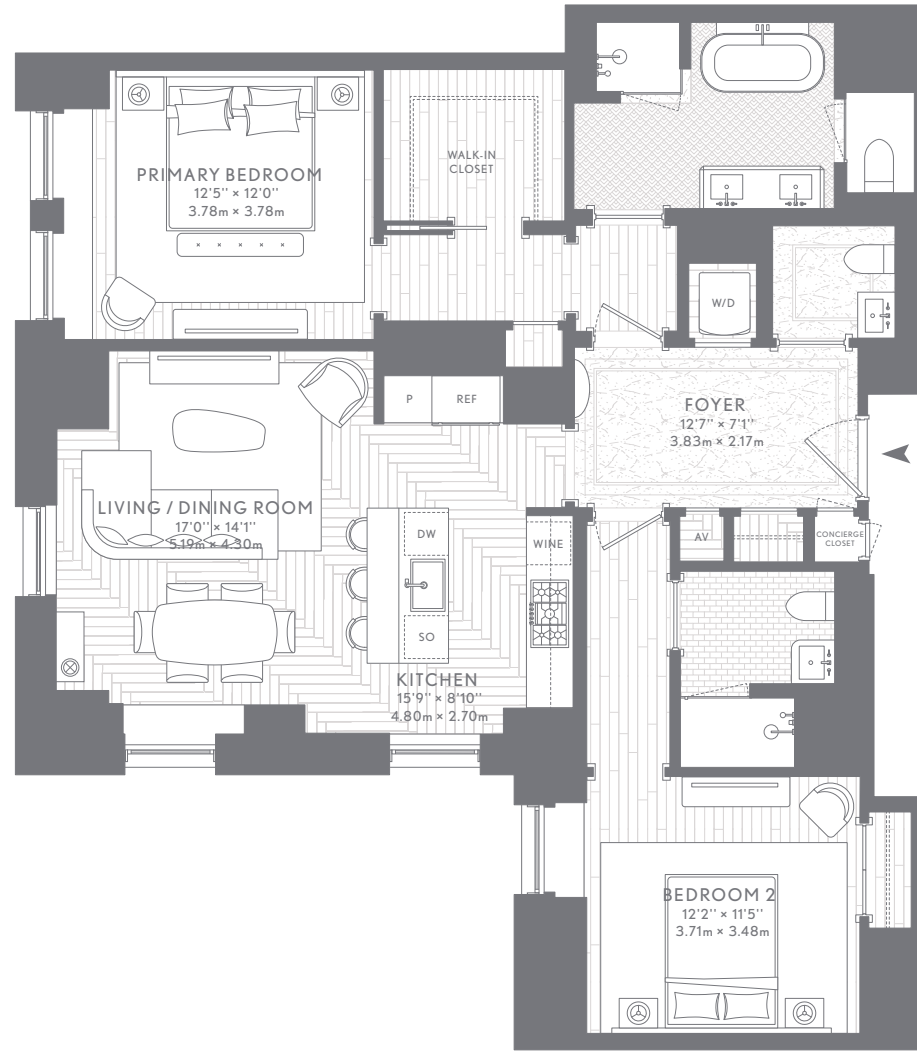 WALK-IN
CLOSET
PRIMARY BEDROOM
12'5'' × 12'0''
3.78m × 3.78m
W/D
P
REF
FOYER
12'7'' × 7'1''
3.83m × 2.17m
LIVING / DINING ROOM
17'0'' × 14'1''
5.19m × 4.30m
DW
WINE
AV
CONCIERGE
CLOSET
SO
KITCHEN
15'9'' × 8'10''
4.80m × 2.70m
BEDROOM 2
12'2'' × 11'5''
3.71m × 3.48m